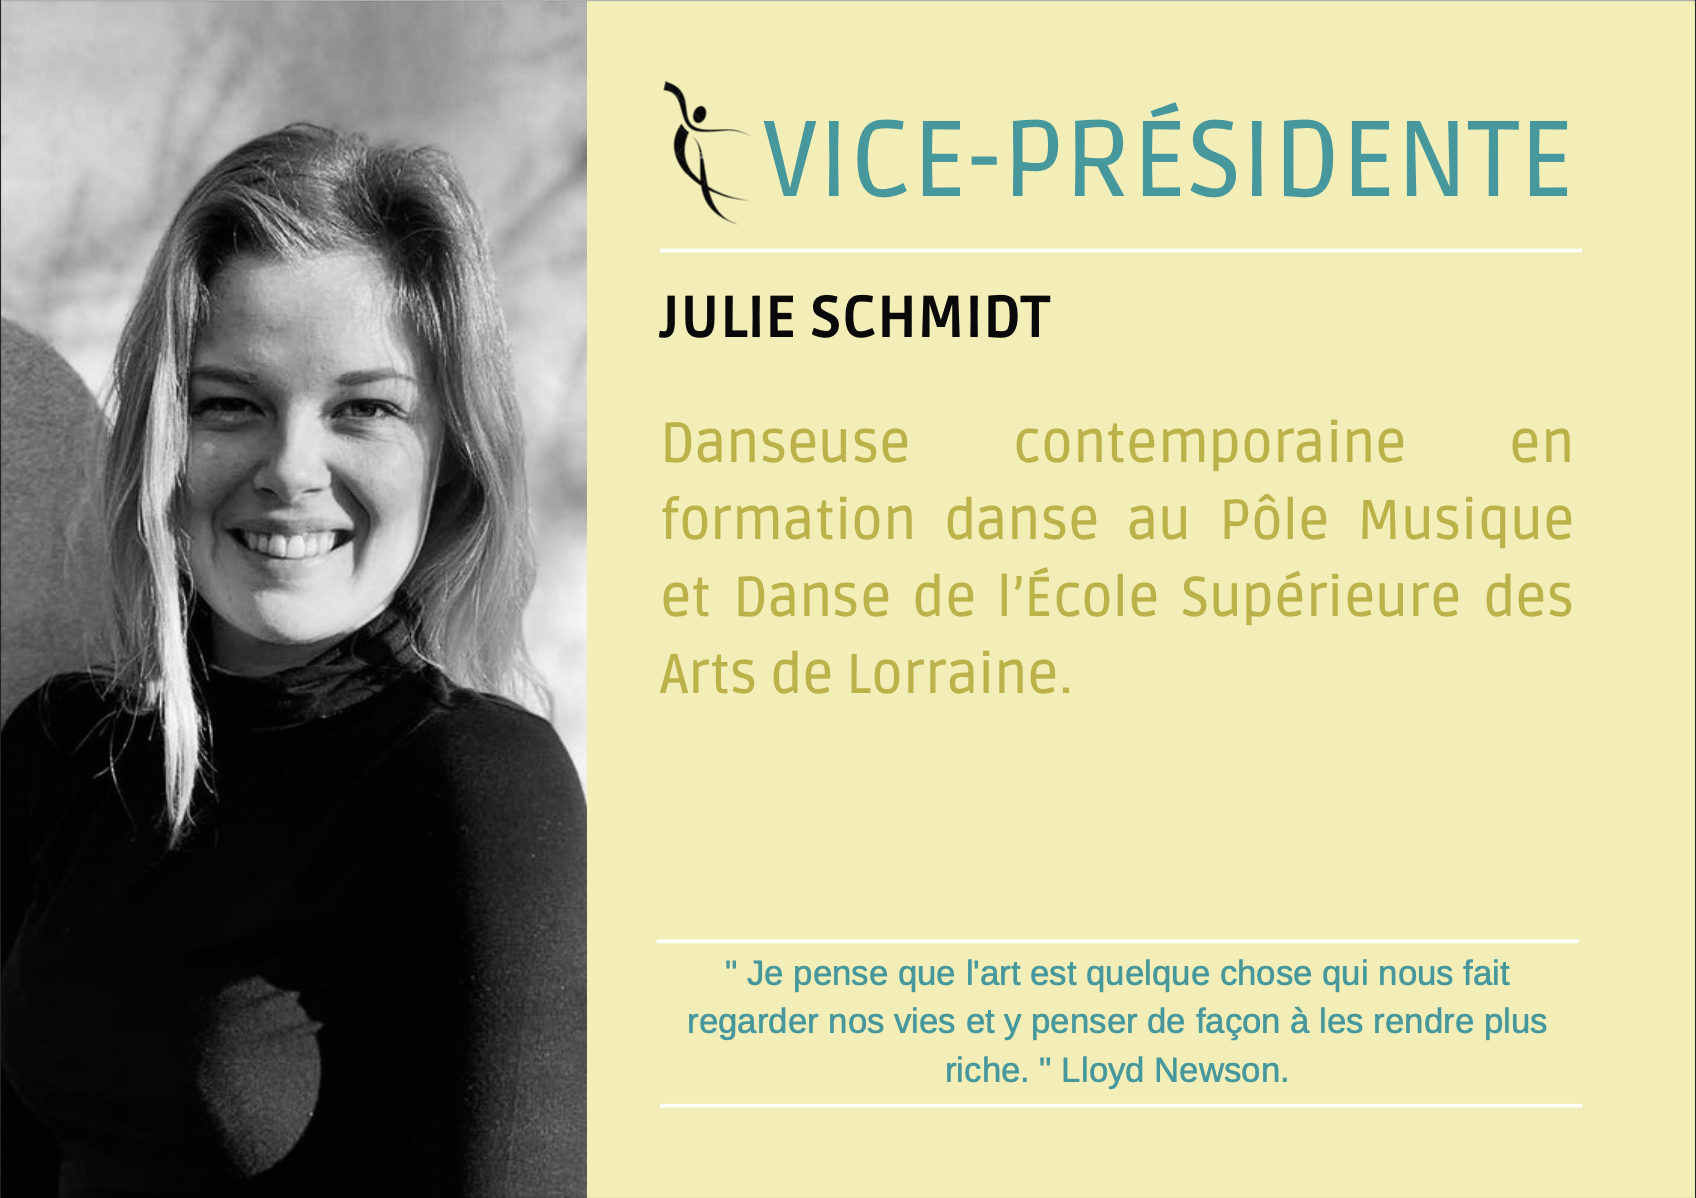 VICE-PRÉSIDENTE
JULIE SCHMIDT
Danseuse contemporaine en
formation danse au Pôle Musique
et Danse de l’École Supérieure des
Arts de Lorraine.
" Je pense que l'art est quelque chose qui nous fait
regarder nos vies et y penser de façon à les rendre plus
riche. " Lloyd Newson.